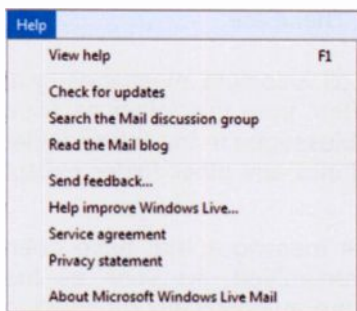 Help
View help F1
Check for updates
Search the Mail discussion group
Read the Mail blog
Send feedback...
Help improve Windows Live...
Service agreement
Privacy statement
About Microsoft Windows Live Mail